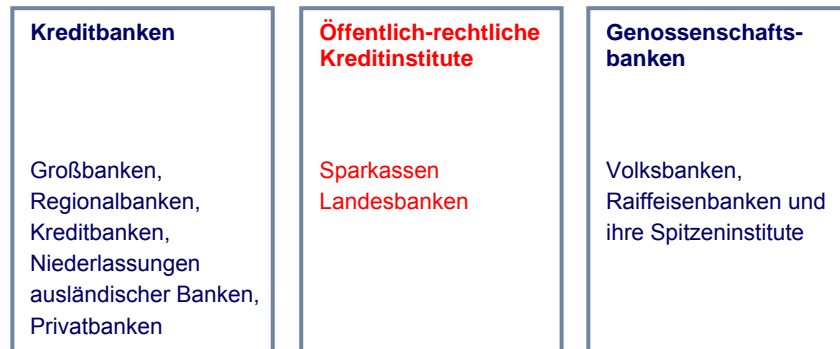 Kreditbanken
Großbanken,
Regionalbanken,
Kreditbanken,
Niederlassungen
ausländischer Banken,
Privatbanken
Öffentlich-rechtliche
Kreditinstitute
Sparkassen
Landesbanken
Genossenschafts-
banken
Volksbanken,
Raiffeisenbanken und
ihre Spitzeninstitute